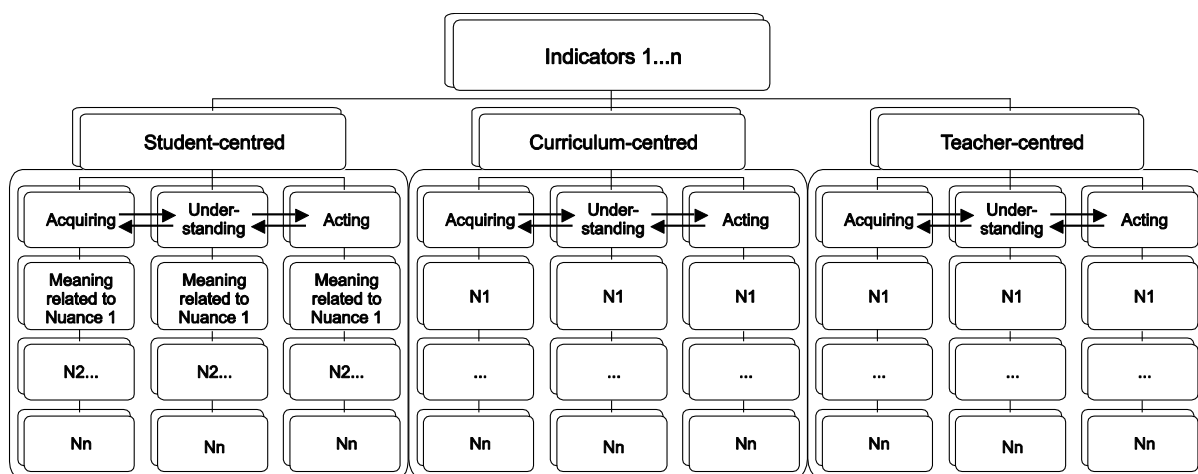 Indicators 1...n
Student-centred
Curriculum-centred
Teacher-centred
Acquiring
Under-
standing
Acting
Acquiring
Under-
standing
Acting
Acquiring
Under-
standing
Acting
Meaning
related to
Nuance 1
Meaning
related to
Nuance 1
Meaning
related to
Nuance 1
N1
N1
N1
N1
N1
N1
N2...
N2...
N2...
...
...
...
...
...
...
Nn
Nn
Nn
Nn
Nn
Nn
Nn
Nn
Nn